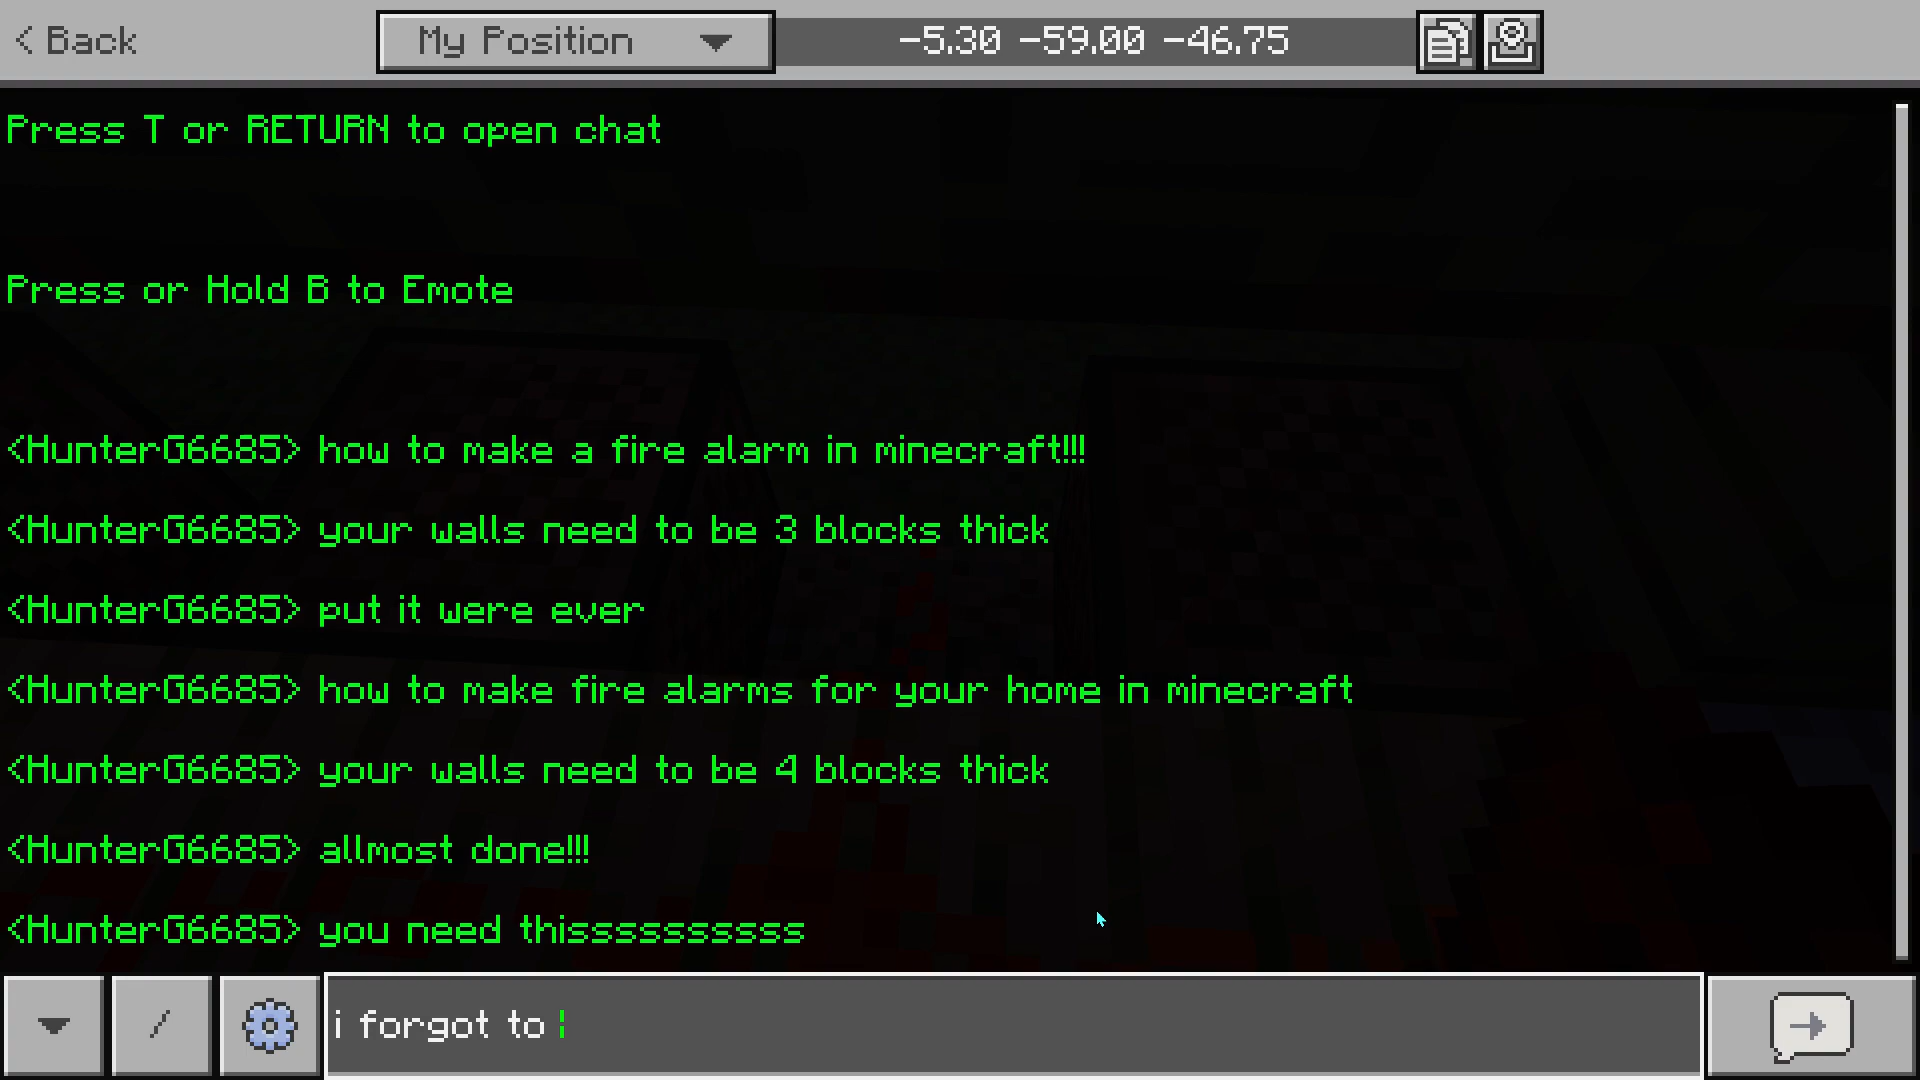 < Back
My Position
-5.30 -59.00 -46.75
Press T or RETURN to open chat
Press or Hold B to Emote
<HunterG6685> how to make a fire alarm in minecraft!!!
<HunterG6685> your walls need to be 3 blocks thick
<HunterG6685> put it were ever
<HunterG6685> how to make fire alarms for your home in minecraft
<HunterG6685> your walls need to be 4 blocks thick
<HunterG6685> allmost done!!!
<HunterG6685> you need thisssssssssss
/
i forgot to